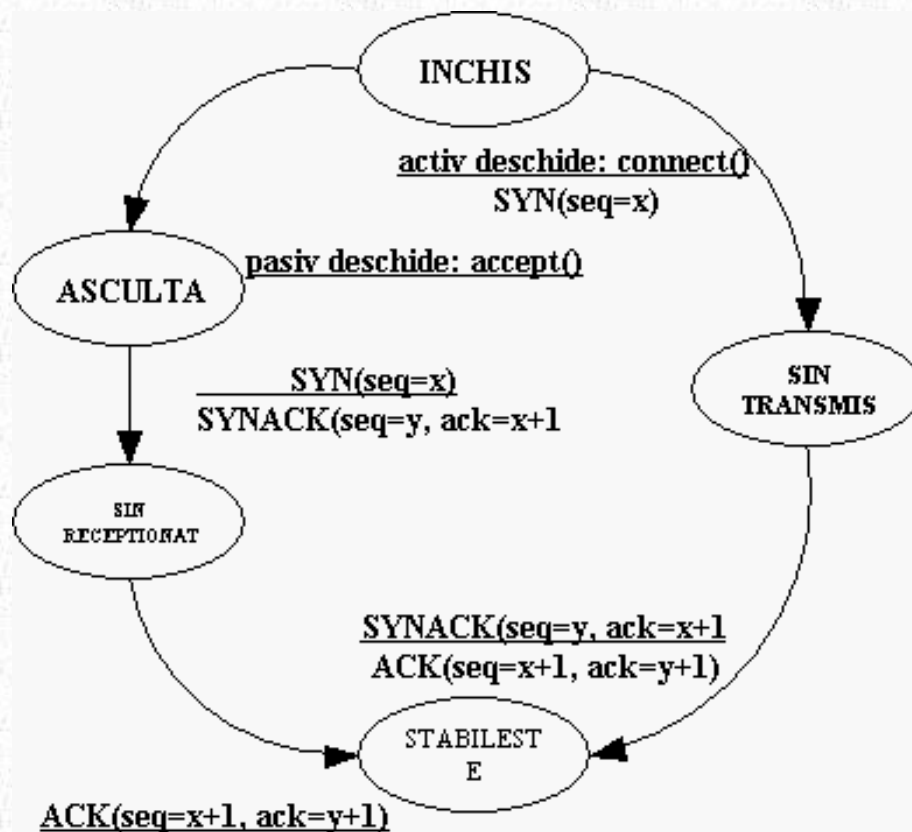 INCHIS
activ deschide: connect()
SYN(seq=x)
ASCULTA
pasiv deschide: accept()
SYN(seq=x)
SYNACK(seq=y, ack=x+1
SIN
TRANSMIS
SIN
RECEPTIONAT
SYNACK(seq=y, ack=x+1
ACK(seq=x+1, ack=y+1)
STABILEST
E
ACK(seq=x+1, ack=y+1)